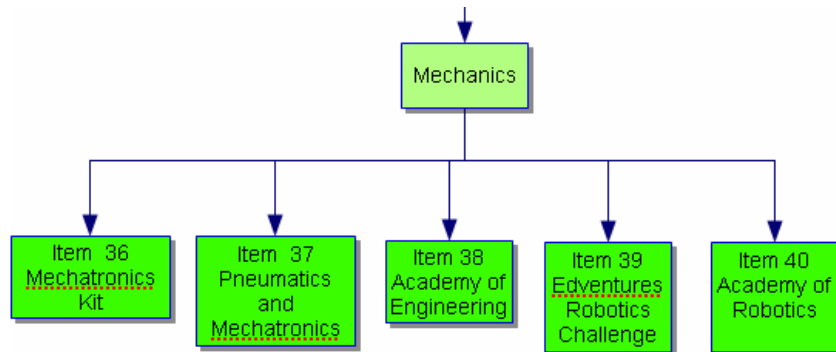 Mechanics
Item 36
Mechatronics
Kit
Item 37
Pneumatics
and
Mechatronics
Item 38
Academy of
Engineering
Item 39
Edventures
Robotics
Challenge
Item 40
Academy of
Robotics